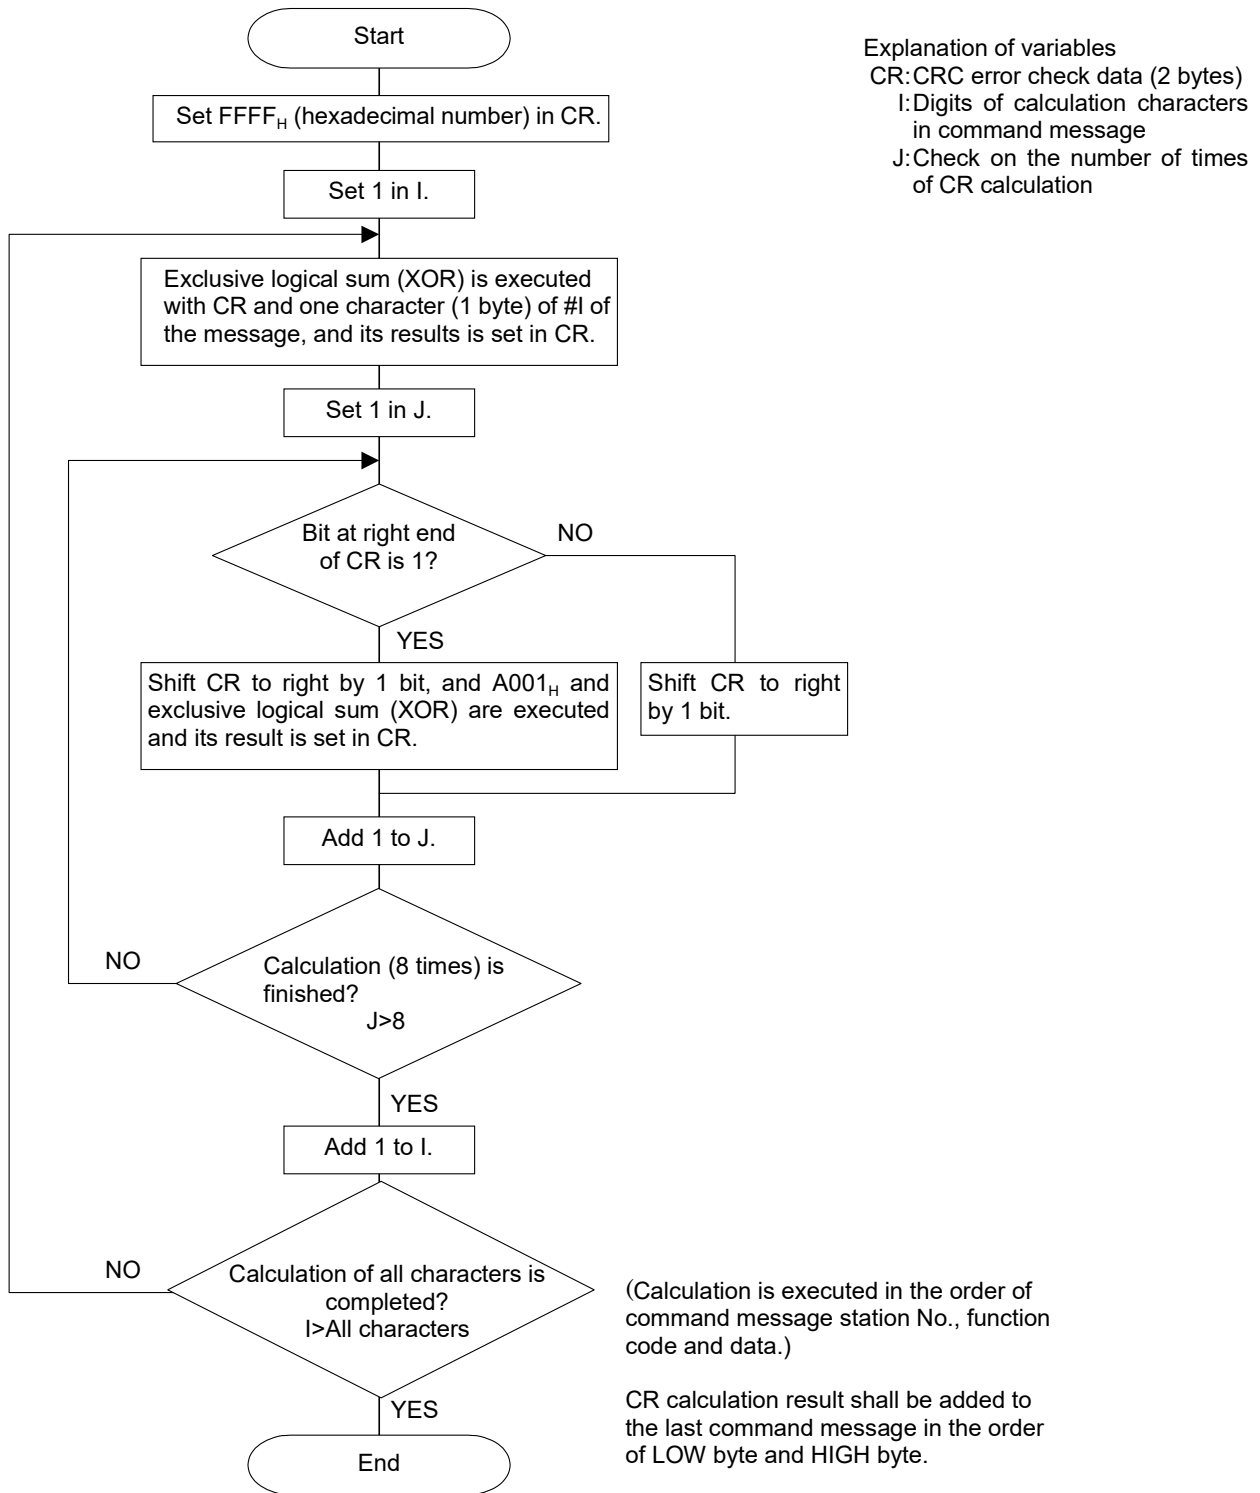 Start
Explanation of variables
CR:CRC error check data (2 bytes)
I:Digits of calculation characters
in command message
J:Check on the number of times
of CR calculation
Set FFFFH (hexadecimal number) in CR.
Set 1 in I.
Exclusive logical sum (XOR) is executed
with CR and one character (1 byte) of #I of
the message, and its results is set in CR.
Set 1 in J.
Bit at right end
of CR is 1?
NO
YES
Shift CR to right by 1 bit, and A001H and
exclusive logical sum (XOR) are executed
and its result is set in CR.
Shift CR to right
by 1 bit.
Add 1 to J.
NO
Calculation (8 times) is
finished?
J>8
YES
Add 1 to I.
NO
Calculation of all characters is
completed?
I>All characters
YES
(Calculation is executed in the order of
command message station No., function
code and data.)
CR calculation result shall be added to
the last command message in the order
of LOW byte and HIGH byte.
End